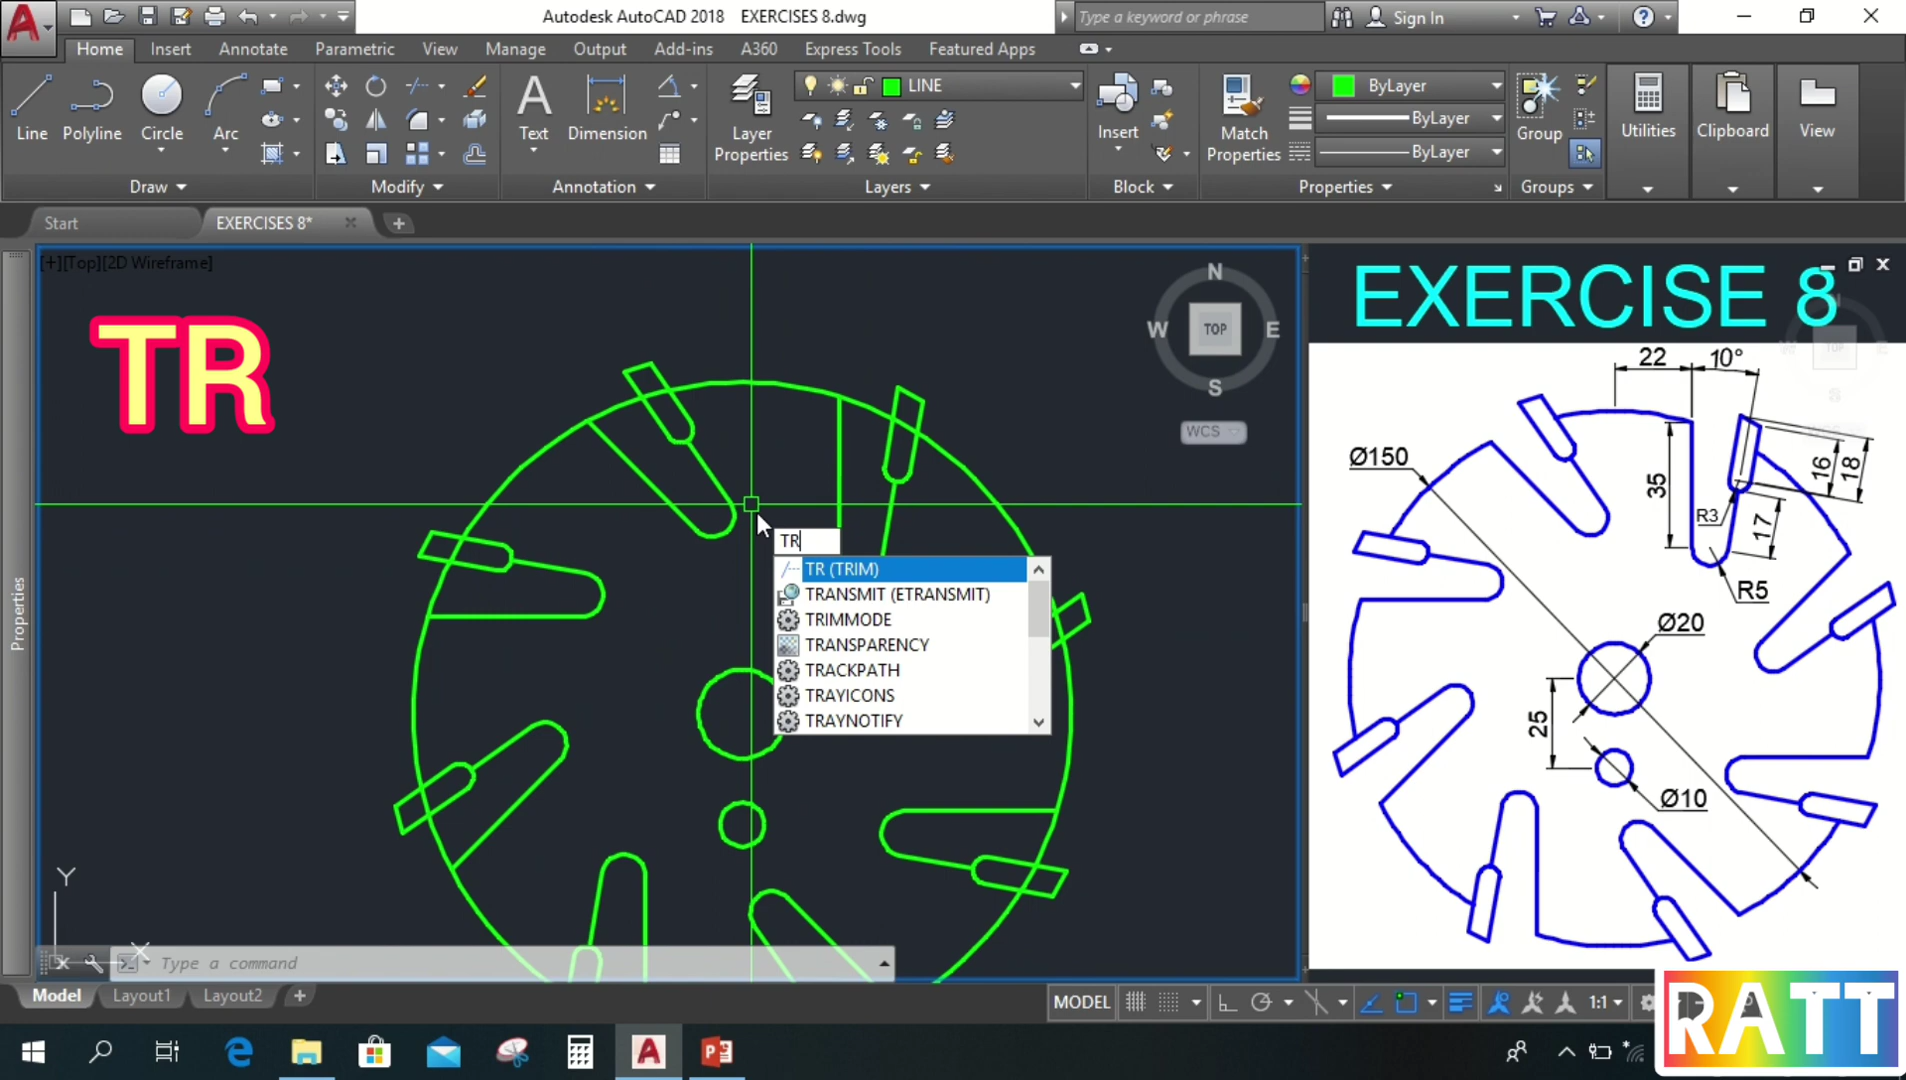 Autodesk AutoCAD 2018 EXERCISES 8.dwg
Type a keyword or phrase
Sign In
Home Insert Annotate Parametric View Manage Output Add-ins A360 Express Tools Featured Apps
Line Polyline Circle Arc
Text Dimension
Layer Properties
LINE
Insert
Match Properties
ByLayer
ByLayer
ByLayer
Group
Utilities Clipboard View
Draw Modify Annotation Layers Block Properties Groups
Start EXERCISES 8*
[+][Top][2D Wireframe]
TR
N
W TOP E
S
WCS
Properties
TR
TR (TRIM)
TRANSMIT (ETRANSMIT)
TRIMMODE
TRANSPARENCY
TRACKPATH
TRAYICONS
TRAYNOTIFY
Y
X
Type a command
EXERCISE 8
22 10°
Ø150
35
16
18
R3
17
R5
Ø20
25
Ø10
Model Layout1 Layout2
MODEL
1:1
RATT